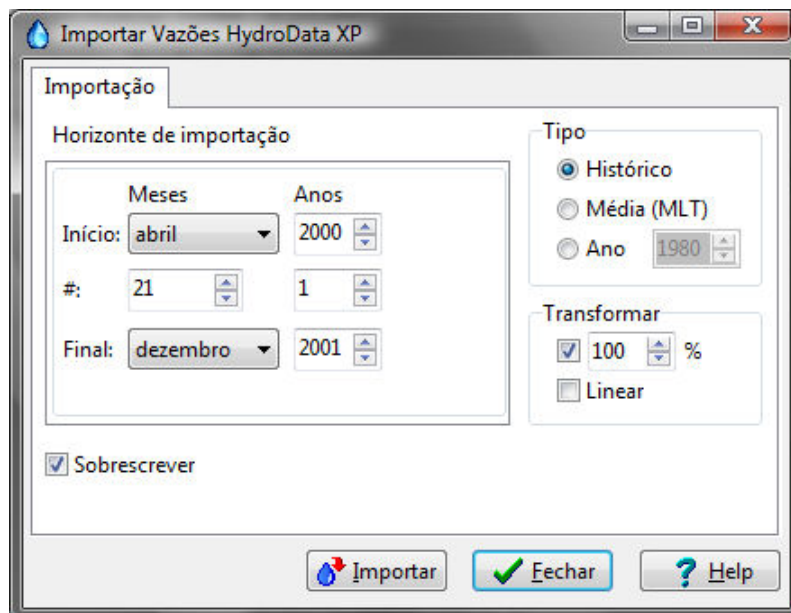 Importar Vazões HydroData XP
Importação
Horizonte de importação
Meses Anos
Início: abril 2000
#: 21 1
Final: dezembro 2001
Sobrescrever
Tipo
Histórico
Média (MLT)
Ano 1980
Transformar
100 %
Linear
Importar Fechar Help